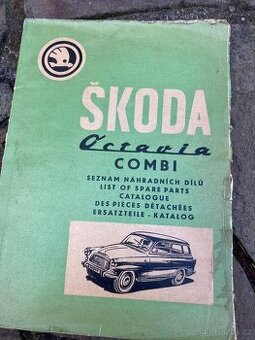 ŠKODA
Octavia
COMBI
SEZNAM NÁHRADNÍCH DÍLŮ
LIST OF SPARE PARTS
CATALOGUE
DES PIÈCES DÉTACHÉES
ERSATZTEILE - KATALOG